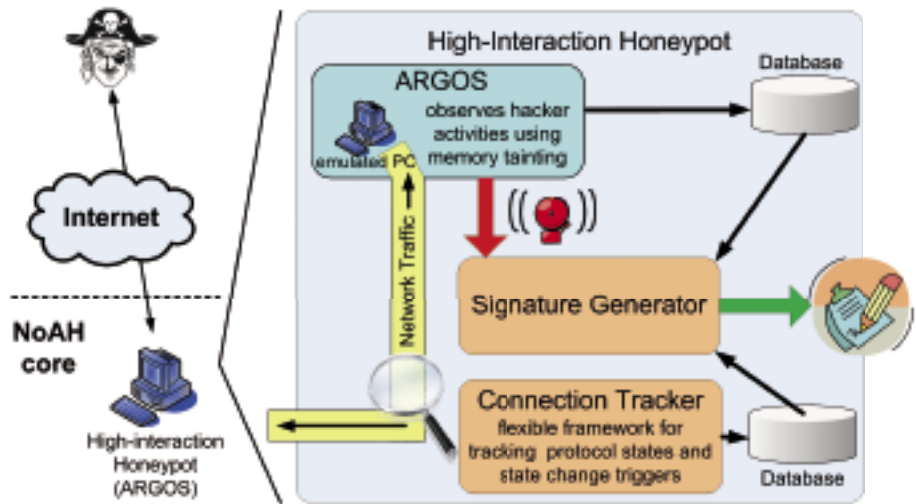 High-Interaction Honeypot
ARGOS
observes hacker
activities using
memory tainting
emulated PC
Database
Internet
Network Traffic
Signature Generator
NoAH
core
High-interaction
Honeypot
(ARGOS)
Connection Tracker
flexible framework for
tracking protocol states and
state change triggers
Database